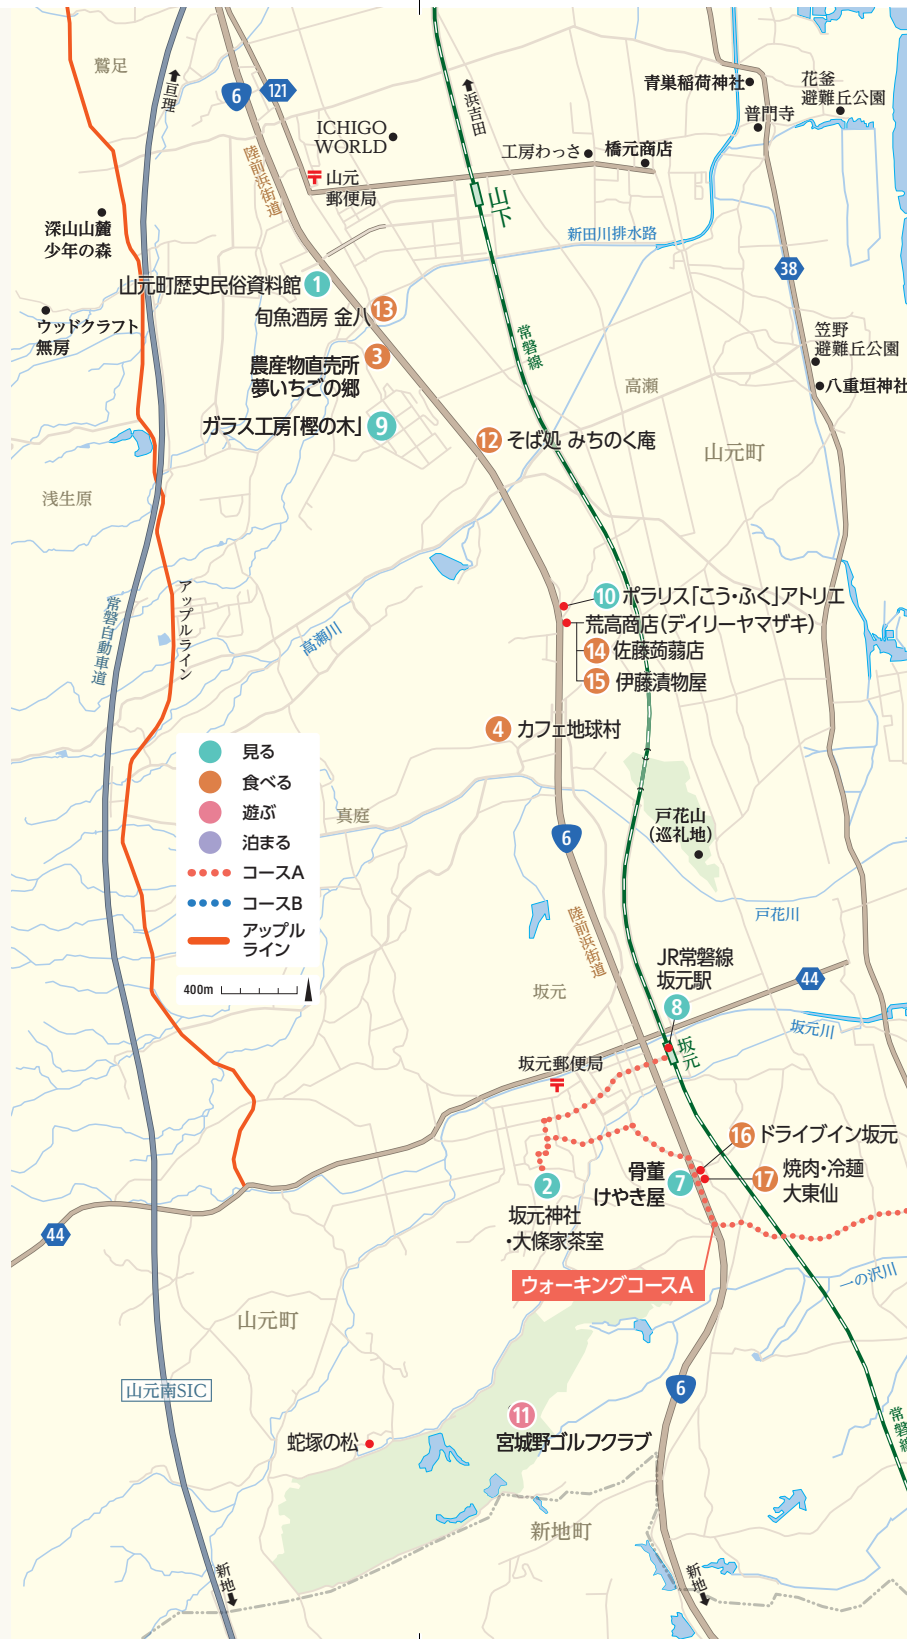 鷲足
亘理
6
121
ICHIGO
WORLD
陸前浜街道
山元
郵便局
浜吉田
工房わっさ
橋元商店
青巣稲荷神社
普門寺
花釜
避難丘公園
山下
新田川排水路
38
深山山麓
少年の森
ウッドクラフト
無房
山元町歴史民俗資料館
1
旬魚酒房 金八
13
農産物直売所
夢いちごの郷
3
ガラス工房「樫の木」
9
12
そば処 みちのく庵
常磐線
高瀬
笠野
避難丘公園
八重垣神社
山元町
浅生原
常磐自動車道
アップルライン
高瀬川
10
ポラリス「こう・ふく」アトリエ
荒高商店(デイリーヤマザキ)
14
佐藤蒟蒻店
15
伊藤漬物屋
4
カフェ地球村
見る
食べる
遊ぶ
泊まる
コースA
コースB
アップル
ライン
400m
真庭
6
戸花山
(巡礼地)
戸花川
陸前浜街道
坂元
JR常磐線
坂元駅
8
44
坂元川
坂元
坂元郵便局
16
ドライブイン坂元
17
焼肉・冷麺
大東仙
骨董
けやき屋
7
2
坂元神社
・大條家茶室
ウォーキングコースA
44
一の沢川
山元町
山元南SIC
6
常磐線
蛇塚の松
11
宮城野ゴルフクラブ
新地町
新地
新地